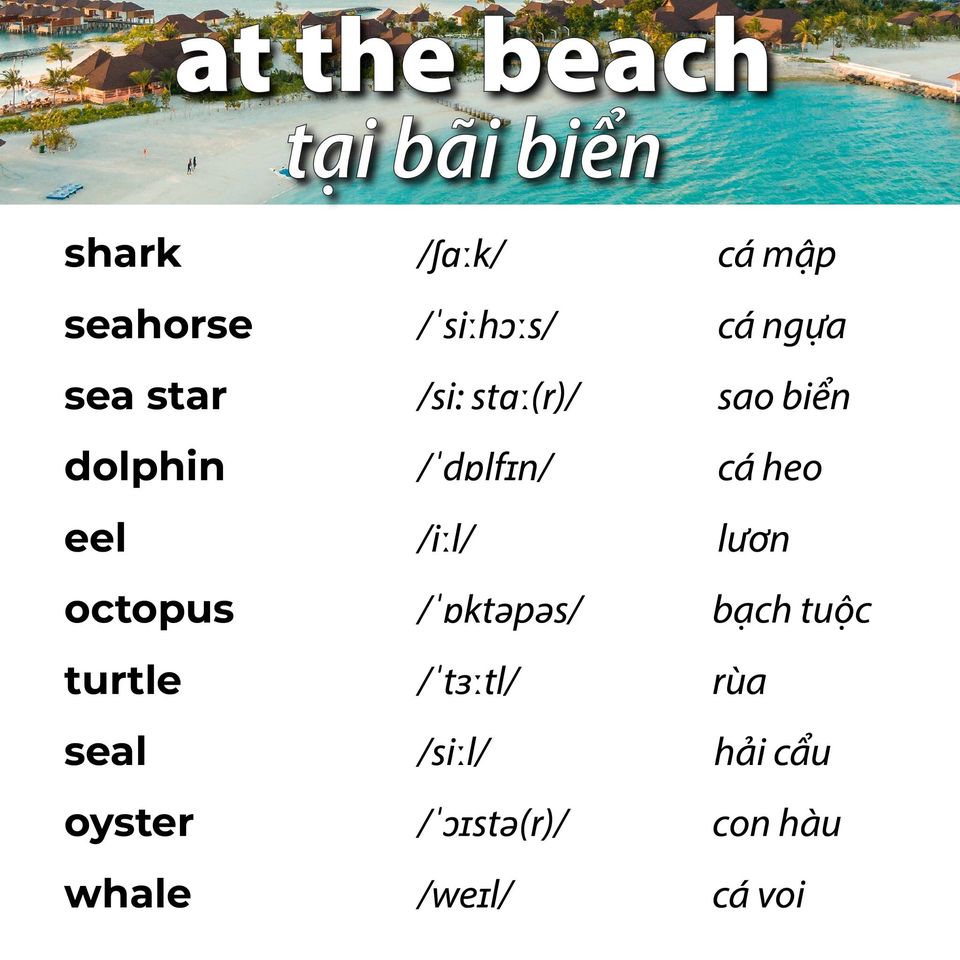 at the beach
tại bãi biển
shark /ʃɑːk/ cá mập
seahorse /ˈsiːhɔːs/ cá ngựa
sea star /si: stɑː(r)/ sao biển
dolphin /ˈdɒlfɪn/ cá heo
eel /iːl/ lươn
octopus /ˈɒktəpəs/ bạch tuộc
turtle /ˈtɜːtl/ rùa
seal /siːl/ hải cẩu
oyster /ˈɔɪstə(r)/ con hàu
whale /weɪl/ cá voi